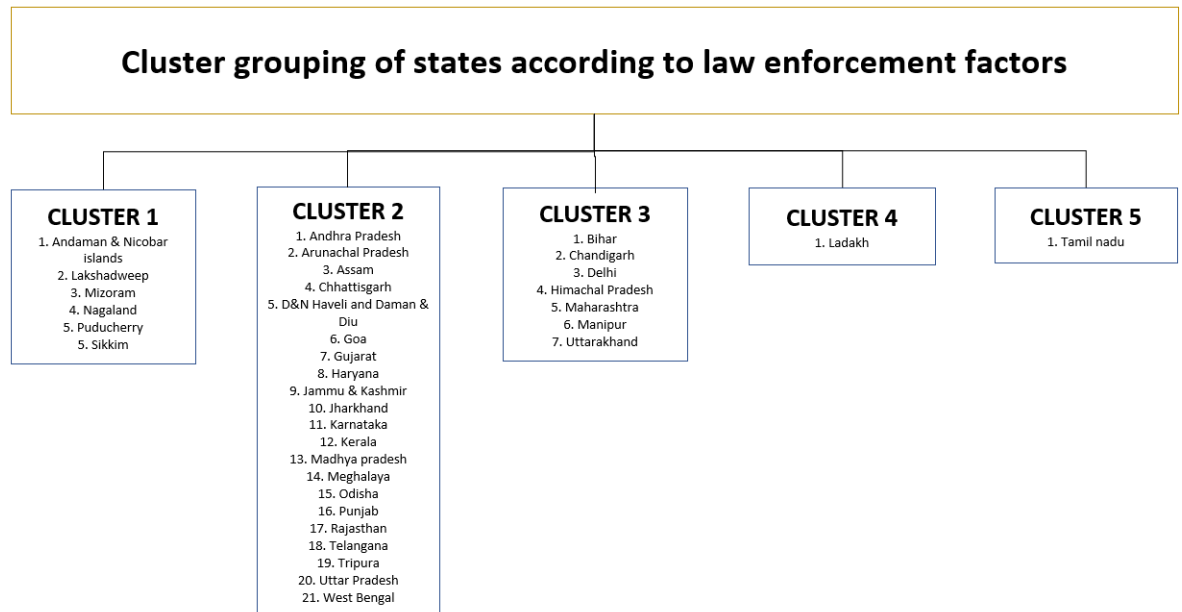 Cluster grouping of states according to law enforcement factors
CLUSTER 1
1. Andaman & Nicobar
islands
2. Lakshadweep
3. Mizoram
4. Nagaland
5. Puducherry
5. Sikkim
CLUSTER 2
1. Andhra Pradesh
2. Arunachal Pradesh
3. Assam
4. Chhattisgarh
5. D&N Haveli and Daman &
Diu
6. Goa
7. Gujarat
8. Haryana
9. Jammu & Kashmir
10. Jharkhand
11. Karnataka
12. Kerala
13. Madhya pradesh
14. Meghalaya
15. Odisha
16. Punjab
17. Rajasthan
18. Telangana
19. Tripura
20. Uttar Pradesh
21. West Bengal
CLUSTER 3
1. Bihar
2. Chandigarh
3. Delhi
4. Himachal Pradesh
5. Maharashtra
6. Manipur
7. Uttarakhand
CLUSTER 4
1. Ladakh
CLUSTER 5
1. Tamil nadu